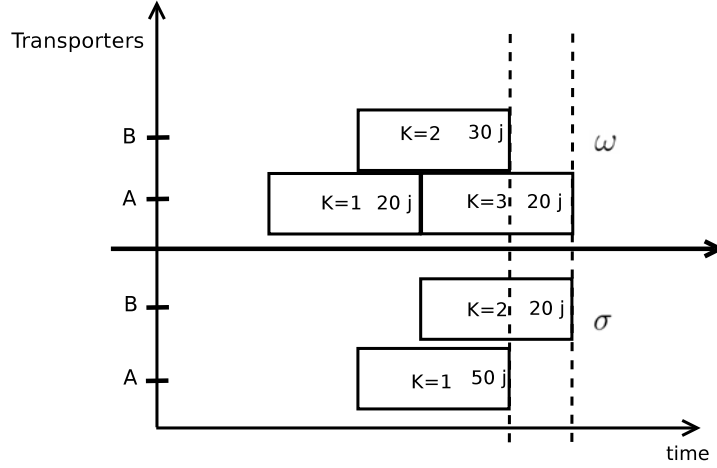 Transporters
B
K=2 30 j
ω
A
K=1 20 j
K=3 20 j
B
K=2 20 j
σ
A
K=1 50 j
time